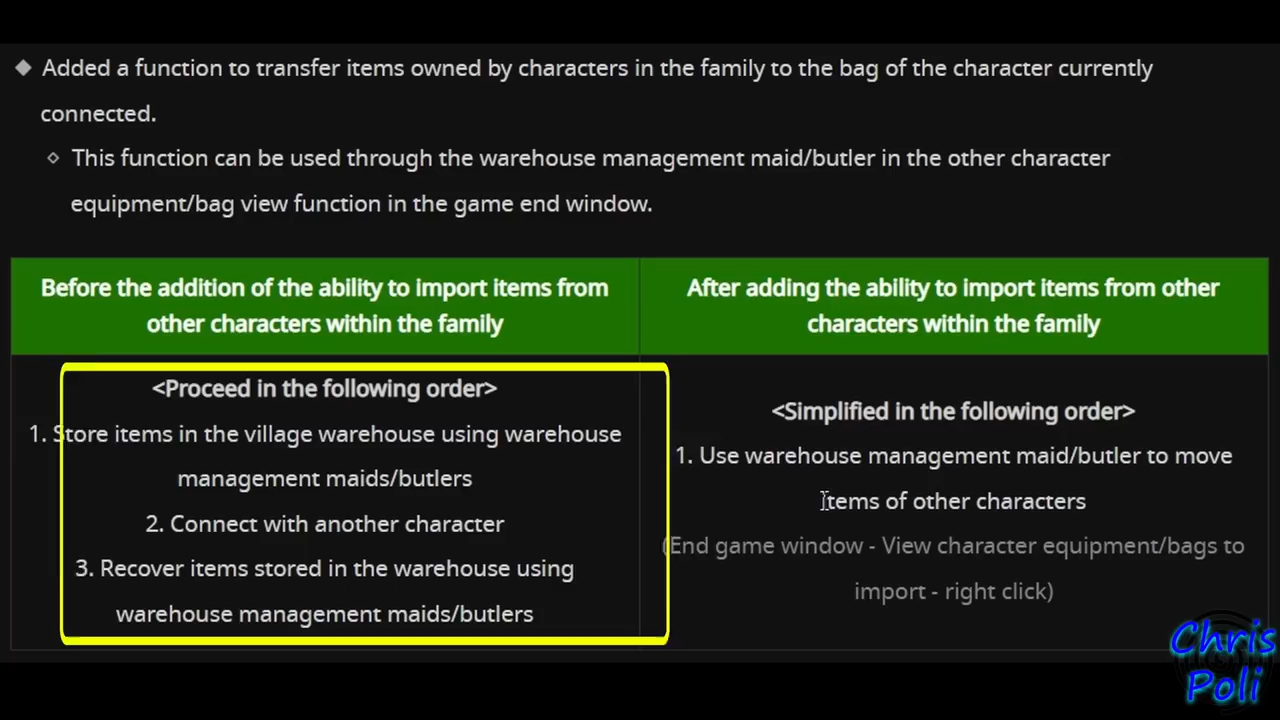 ◆ Added a function to transfer items owned by characters in the family to the bag of the character currently
connected.
◇ This function can be used through the warehouse management maid/butler in the other character
equipment/bag view function in the game end window.
Before the addition of the ability to import items from
other characters within the family
<Proceed in the following order>
1. Store items in the village warehouse using warehouse
management maids/butlers
2. Connect with another character
3. Recover items stored in the warehouse using
warehouse management maids/butlers
After adding the ability to import items from other
characters within the family
<Simplified in the following order>
1. Use warehouse management maid/butler to move
items of other characters
(End game window - View character equipment/bags to
import - right click)
Chris
Poli